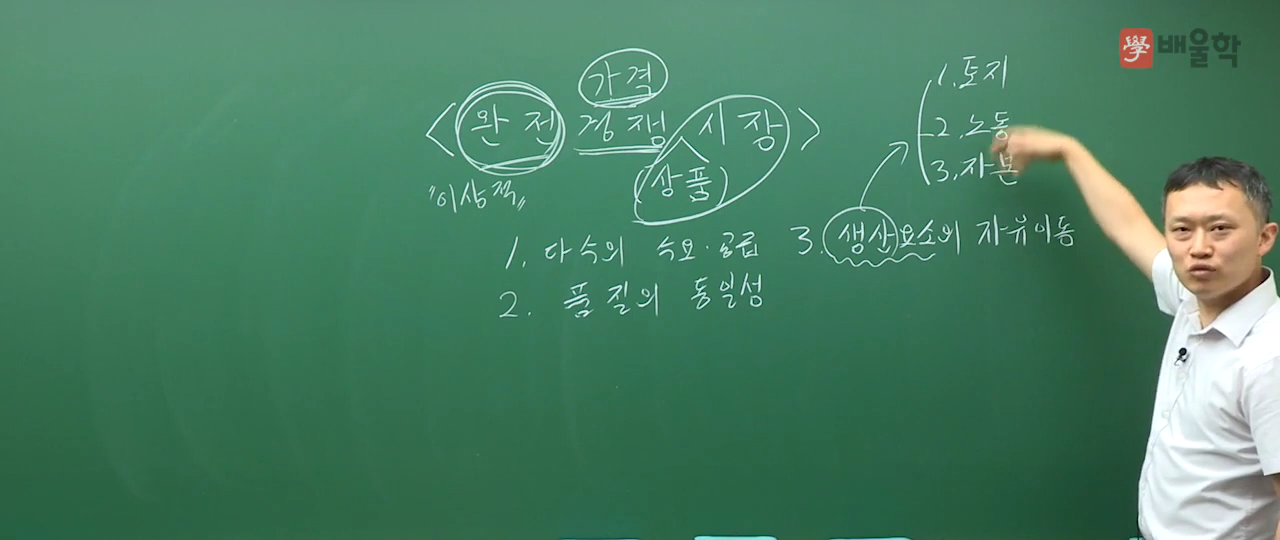 學 배울학
가격
< 완전 경쟁 시장 >
(상품)
"이상적"
1. 다수의 수요·공급
2. 품질의 동일성
3. 생산요소의 자유이동
1. 토지
2. 노동
3. 자본